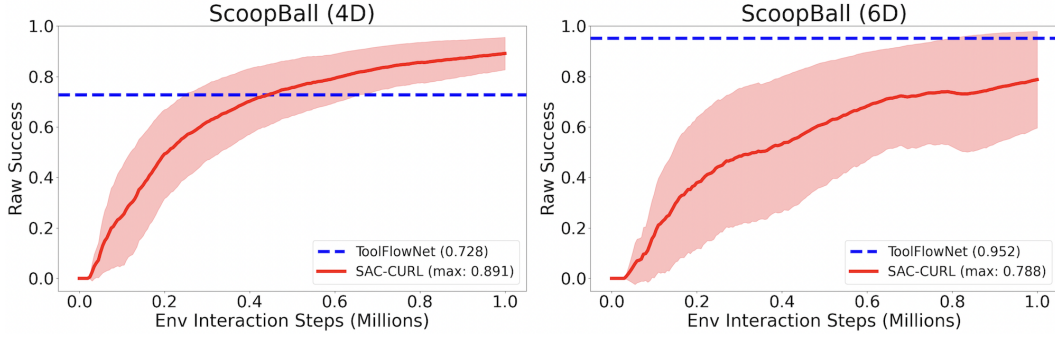 ScoopBall (4D)
Raw Success
1.0
0.8
0.6
0.4
0.2
0.0
ToolFlowNet (0.728)
SAC-CURL (max: 0.891)
0.0 0.2 0.4 0.6 0.8 1.0
Env Interaction Steps (Millions)
ScoopBall (6D)
Raw Success
1.0
0.8
0.6
0.4
0.2
0.0
ToolFlowNet (0.952)
SAC-CURL (max: 0.788)
0.0 0.2 0.4 0.6 0.8 1.0
Env Interaction Steps (Millions)